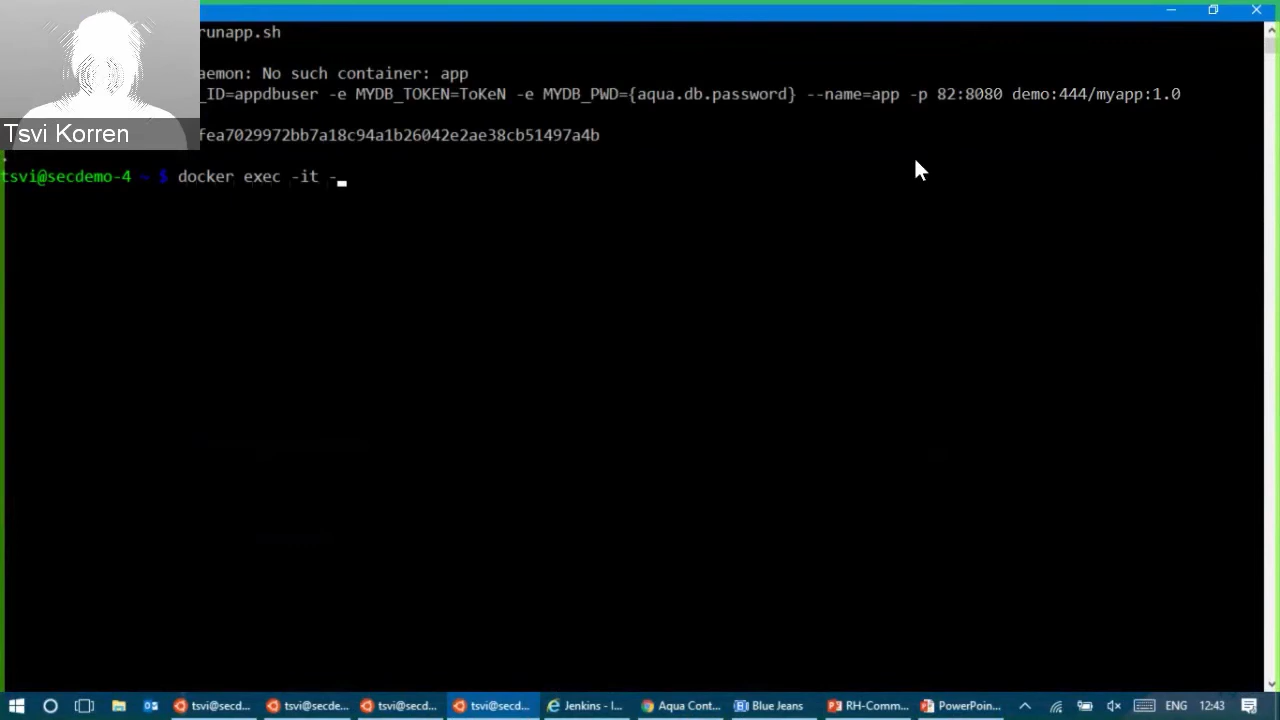 runapp.sh
aemon: No such container: app
_ID=appdbuser -e MYDB_TOKEN=ToKeN -e MYDB_PWD={aqua.db.password} --name=app -p 82:8080 demo:444/myapp:1.0
Tsvi Korren
fea7029972bb7a18c94a1b26042e2ae38cb51497a4b
tsvi@secdemo-4 ~ $ docker exec -it -_
tsvi@secd... tsvi@secde... tsvi@secd... tsvi@secd... Jenkins - I... Aqua Cont... Blue Jeans RH-Comm... PowerPoin... ENG 12:43